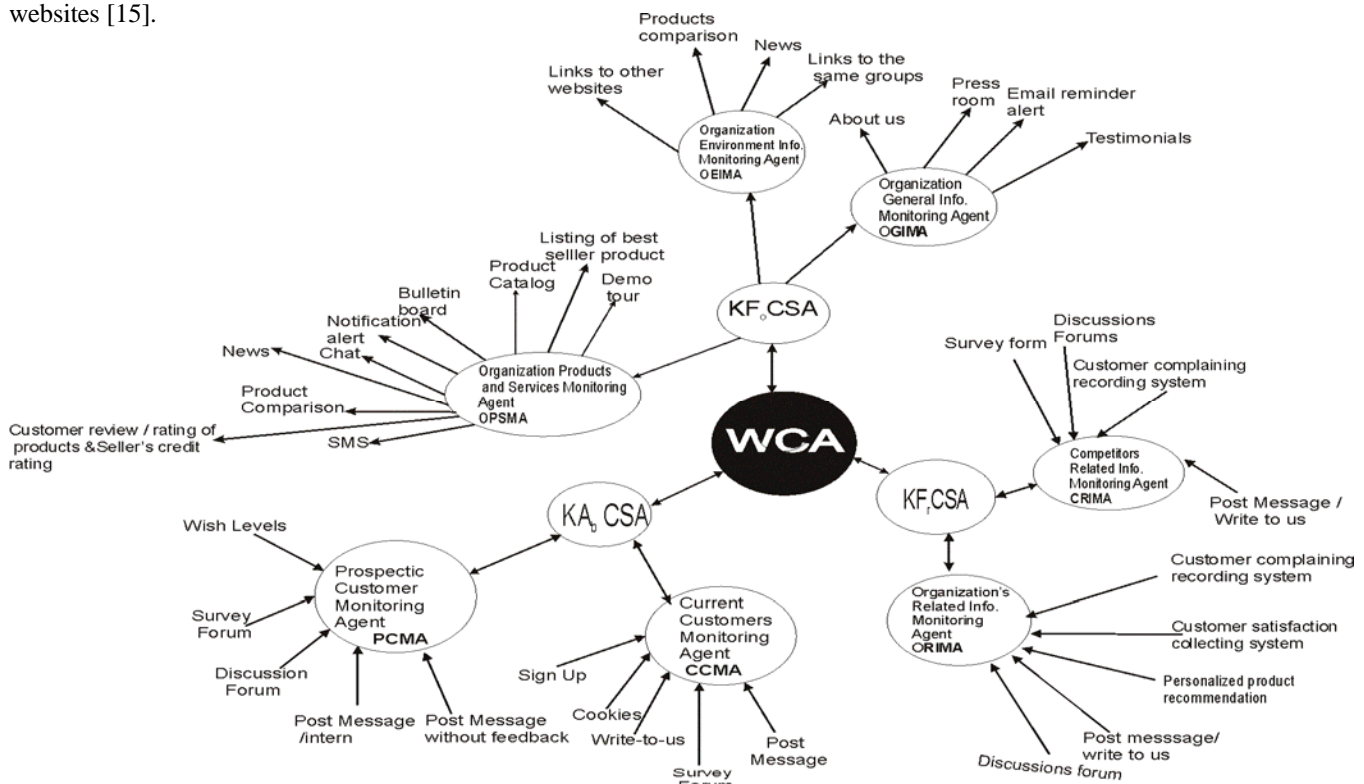 websites [15].
Products
comparison
News
Links to the
same groups
Links to other
websites
Organization
Environment Info.
Monitoring Agent
OEIMA
Press
room
Email reminder
alert
About us
Testimonials
Organization
General Info.
Monitoring Agent
OGIMA
Listing of best
selller product
Product
Catalog
Demo
tour
Bulletin
board
Notification
alert
Chat
News
Product
Comparison
Customer review / rating of
products &Seller's credit
rating
SMS
Organization Products
and Services Monitoring
Agent
OPSMA
KFoCSA
WCA
Survey form
Discussions
Forums
Customer complaining
recording system
Competitors
Related Info.
Monitoring Agent
CRIMA
Post Message /
Write to us
KFrCSA
KAbCSA
Wish Levels
Prospectic
Customer
Monitoring
Agent
PCMA
Survey
Forum
Discussion
Forum
Post Message
/intern
Post Message
without feedback
Current
Customers
Monitoring
Agent
CCMA
Sign Up
Cookies
Write-to-us
Survey
Forum
Post
Message
Organization's
Related Info.
Monitoring
Agent
ORIMA
Customer complaining
recording system
Customer satisfaction
collecting system
Personalized product
recommendation
Post messsage/
write to us
Discussions forum